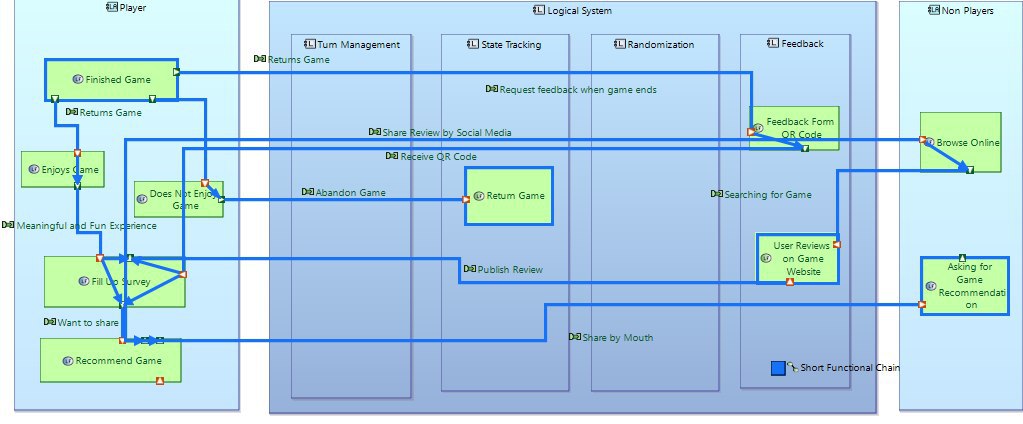 Player
Logical System
Non Players
Turn Management
State Tracking
Randomization
Feedback
Returns Game
Finished Game
Request feedback when game ends
Returns Game
Feedback Form
QR Code
Share Review by Social Media
Browse Online
Receive QR Code
Enjoys Game
Does Not Enjoy
Game
Abandon Game
Return Game
Searching for Game
Meaningful and Fun Experience
User Reviews
on Game
Website
Publish Review
Asking for
Game
Recommendati
on
Fill Up Survey
Want to share
Share by Mouth
Recommend Game
Short Functional Chain